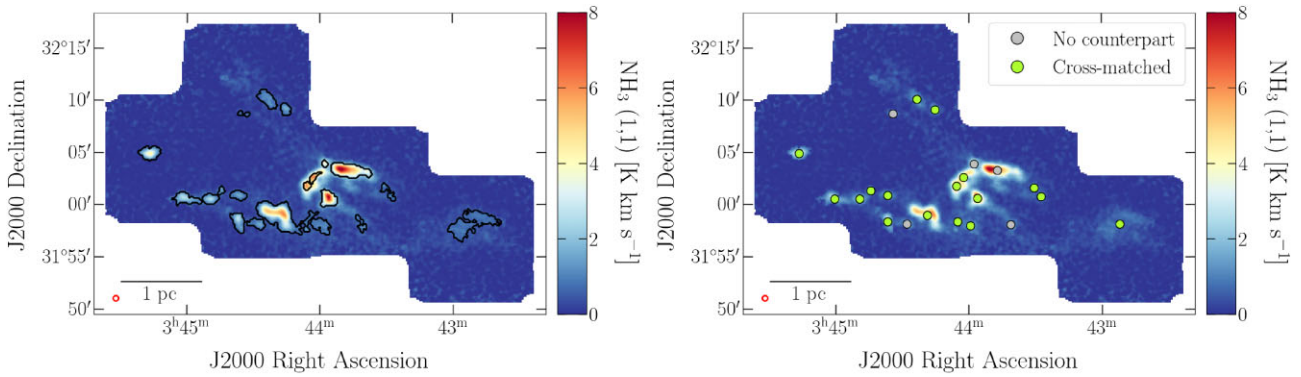 8
6
4
2
0
NH₃ (1,1) [K km s⁻¹]
32°15′
10′
05′
00′
31°55′
50′
J2000 Declination
1 pc
3ʰ45ᵐ
44ᵐ
43ᵐ
J2000 Right Ascension
No counterpart
Cross-matched
8
6
4
2
0
NH₃ (1,1) [K km s⁻¹]
32°15′
10′
05′
00′
31°55′
50′
J2000 Declination
1 pc
3ʰ45ᵐ
44ᵐ
43ᵐ
J2000 Right Ascension